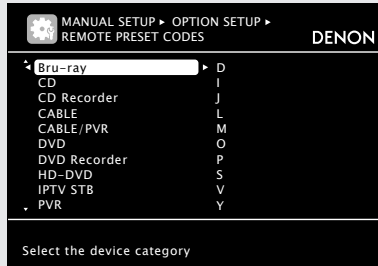 MANUAL SETUP ▸ OPTION SETUP ▸
REMOTE PRESET CODES
DENON
Bru-ray ▸ D
CD I
CD Recorder J
CABLE L
CABLE/PVR M
DVD O
DVD Recorder P
HD-DVD S
IPTV STB V
PVR Y
Select the device category